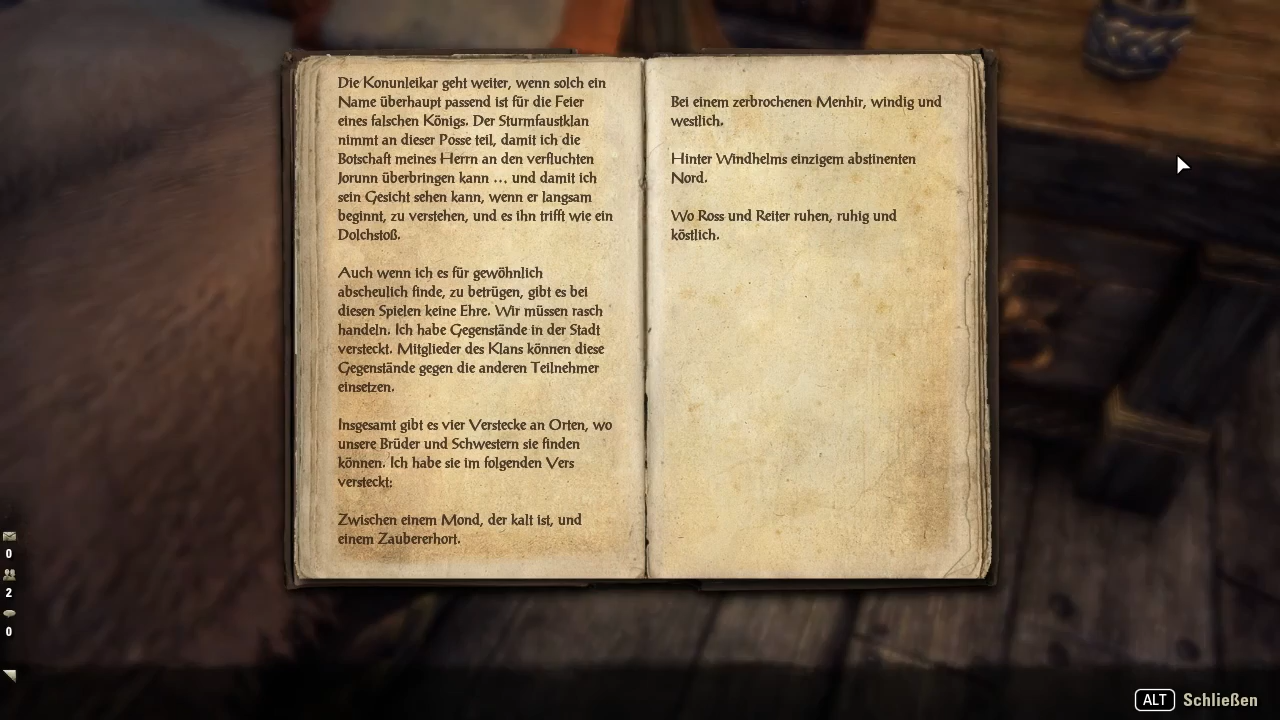 Die Konunleikar geht weiter, wenn solch ein
Name überhaupt passend ist für die Feier
eines falschen Königs. Der Sturmfaustklan
nimmt an dieser Posse teil, damit ich die
Botschaft meines Herrn an den verfluchten
Jorunn überbringen kann ... und damit ich
sein Gesicht sehen kann, wenn er langsam
beginnt, zu verstehen, und es ihn trifft wie ein
Dolchstoß.
Auch wenn ich es für gewöhnlich
abscheulich finde, zu betrügen, gibt es bei
diesen Spielen keine Ehre. Wir müssen rasch
handeln. Ich habe Gegenstände in der Stadt
versteckt. Mitglieder des Klans können diese
Gegenstände gegen die anderen Teilnehmer
einsetzen.
Insgesamt gibt es vier Verstecke an Orten, wo
unsere Brüder und Schwestern sie finden
können. Ich habe sie im folgenden Vers
versteckt:
Zwischen einem Mond, der kalt ist, und
einem Zaubererhort.
Bei einem zerbrochenen Menhir, windig und
westlich.
Hinter Windhelms einzigem abstinenten
Nord.
Wo Ross und Reiter ruhen, ruhig und
köstlich.
0
2
0
ALT Schließen